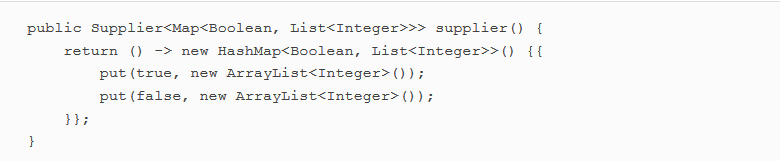 public Supplier<Map<Boolean, List<Integer>>> supplier() {
    return () -> new HashMap<Boolean, List<Integer>>() {{
        put(true, new ArrayList<Integer>());
        put(false, new ArrayList<Integer>());
    }};
}